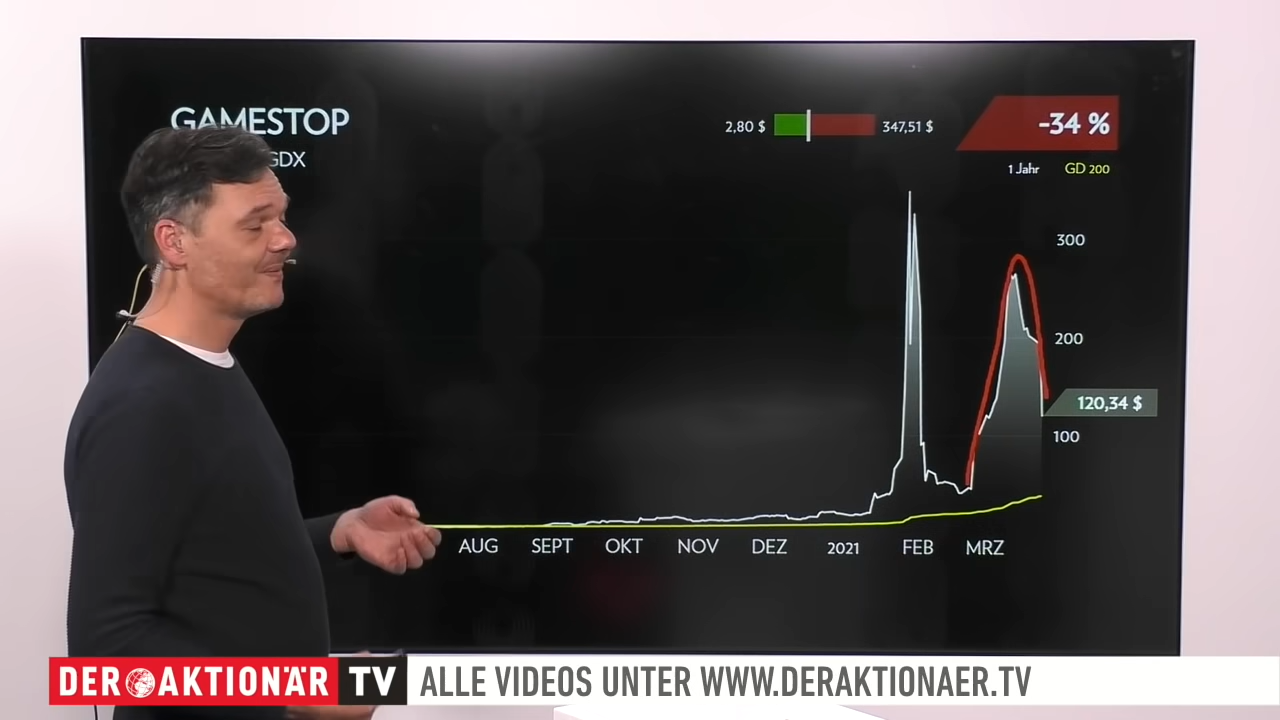 GAMESTOP
GDX
2,80 $ 347,51 $
-34 %
1 Jahr GD 200
300
200
120,34 $
100
AUG SEPT OKT NOV DEZ 2021 FEB MRZ
DER AKTIONÄR TV ALLE VIDEOS UNTER WWW.DERAKTIONAER.TV